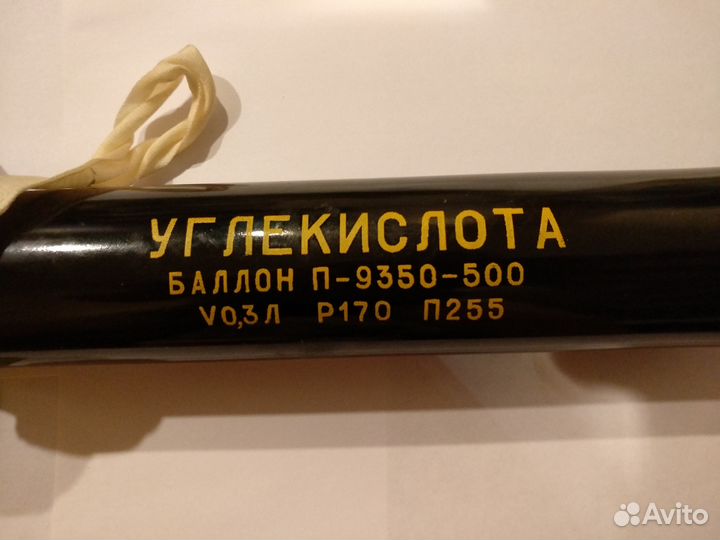 УГЛЕКИСЛОТА
БАЛЛОН П-9350-500
V0,3Л Р170 П255
Avito